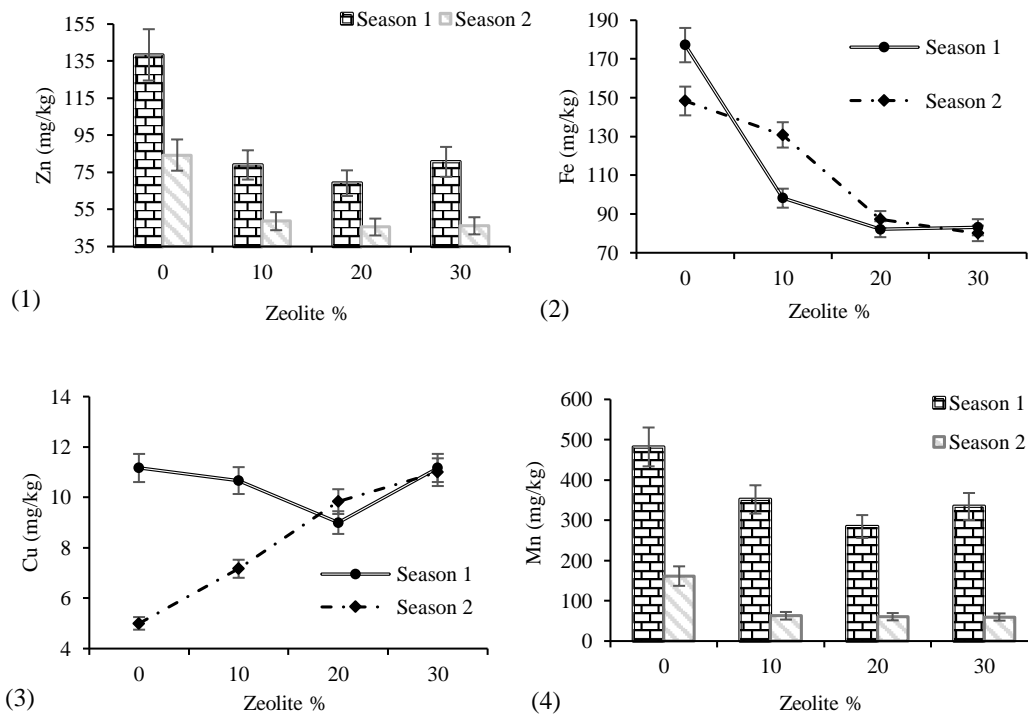 Season 1 Season 2
155
135
115
95
75
55
35
Zn (mg/kg)
0 10 20 30
Zeolite %
(1)
190
170
150
130
110
90
70
Fe (mg/kg)
Season 1
Season 2
0 10 20 30
Zeolite %
(2)
14
12
10
8
6
4
Cu (mg/kg)
Season 1
Season 2
0 10 20 30
Zeolite %
(3)
600
500
400
300
200
100
0
Mn (mg/kg)
Season 1
Season 2
0 10 20 30
Zeolite %
(4)